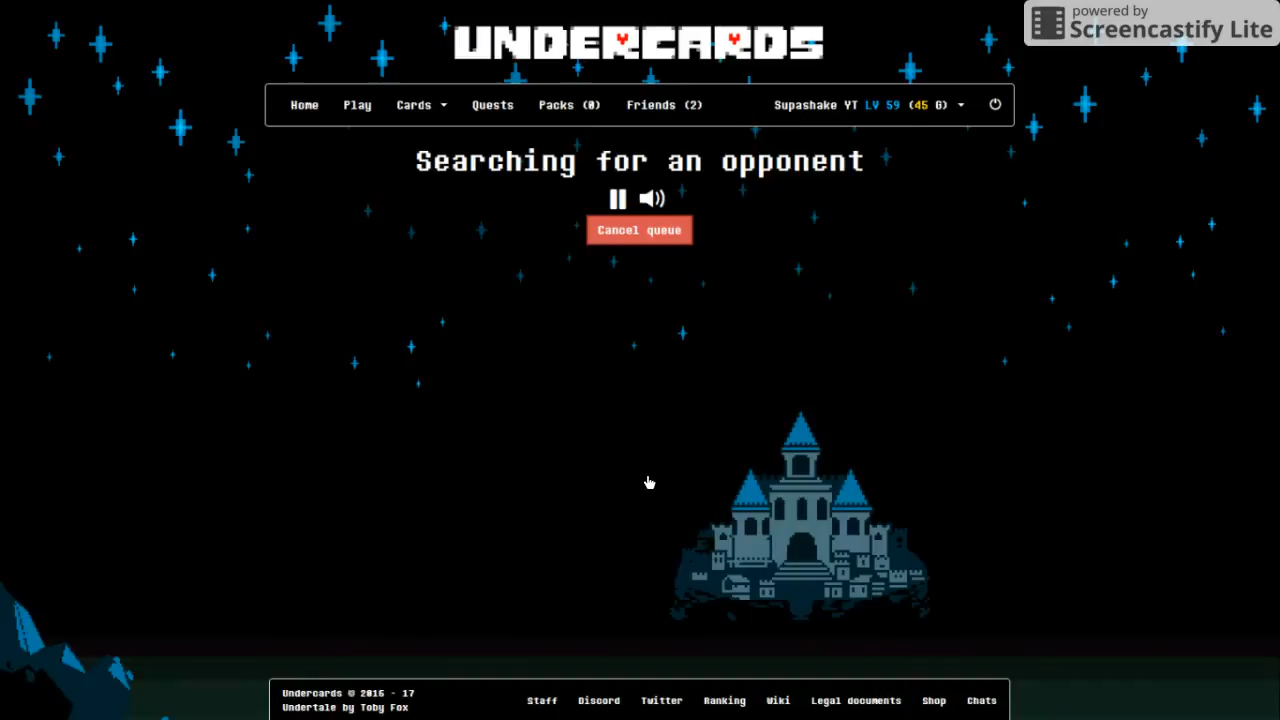 powered by
Screencastify Lite
UNDERCARDS
Home Play Cards Quests Packs (0) Friends (2) Supashake YT LV 59 (45 G)
Searching for an opponent
Cancel queue
Undercards © 2016 - 17
Undertale by Toby Fox
Staff Discord Twitter Ranking Wiki Legal documents Shop Chats